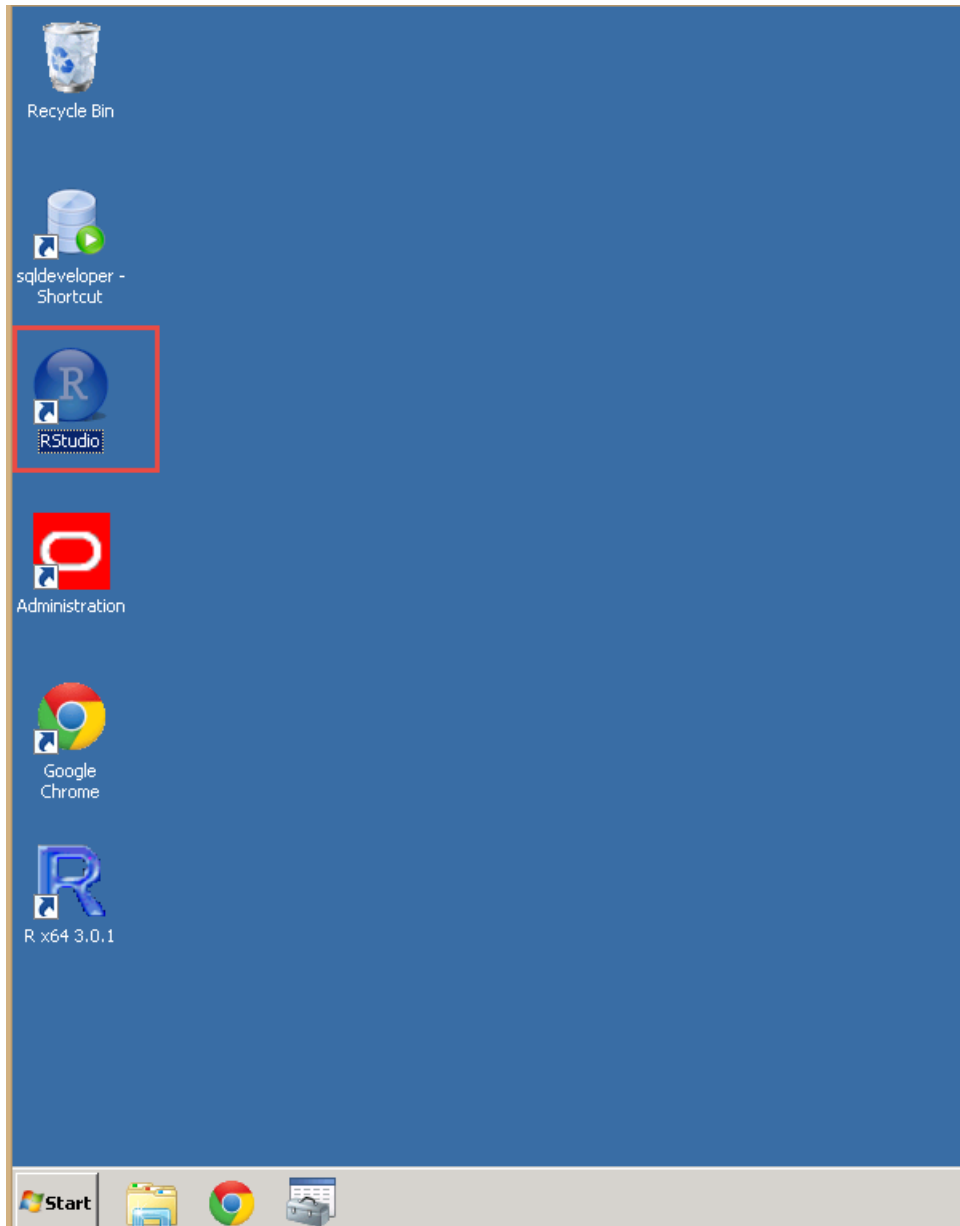 Recycle Bin
sqldeveloper -
Shortcut
R
RStudio
Administration
Google
Chrome
R
R x64 3.0.1
Start